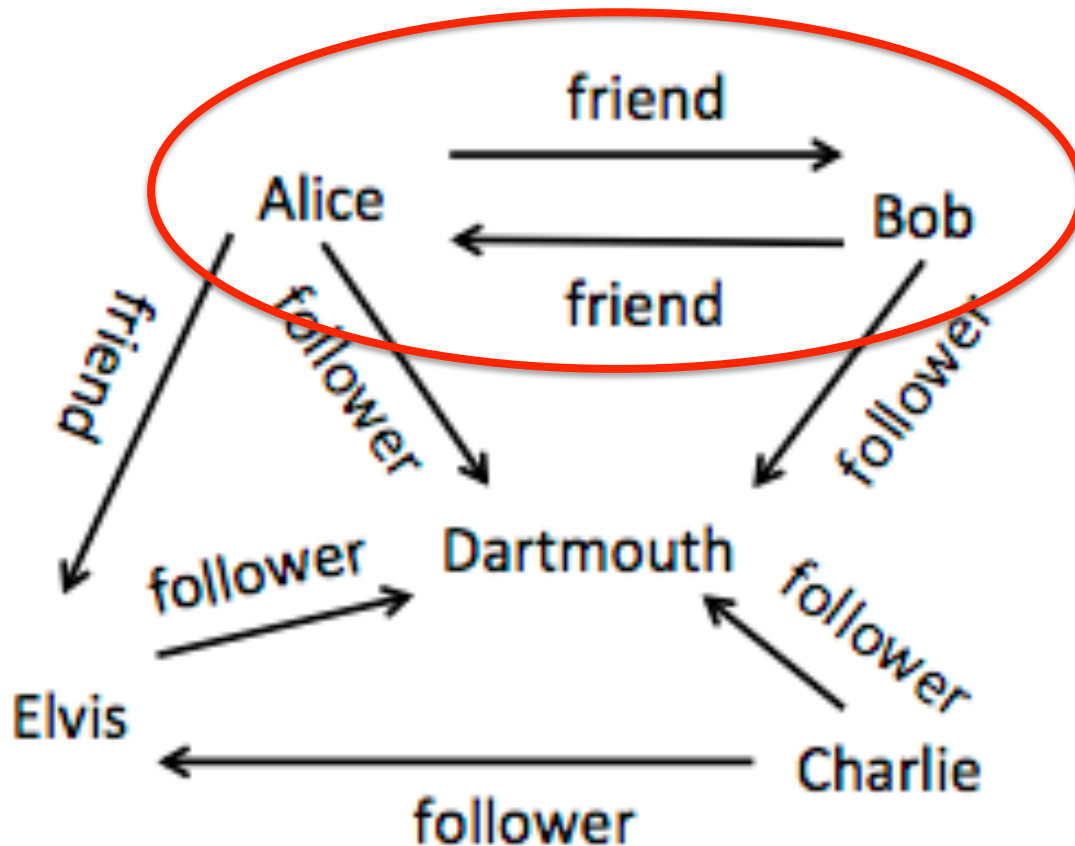 friend
Alice
Bob
friend
friend
follower
follower
Dartmouth
follower
follower
Elvis
Charlie
follower